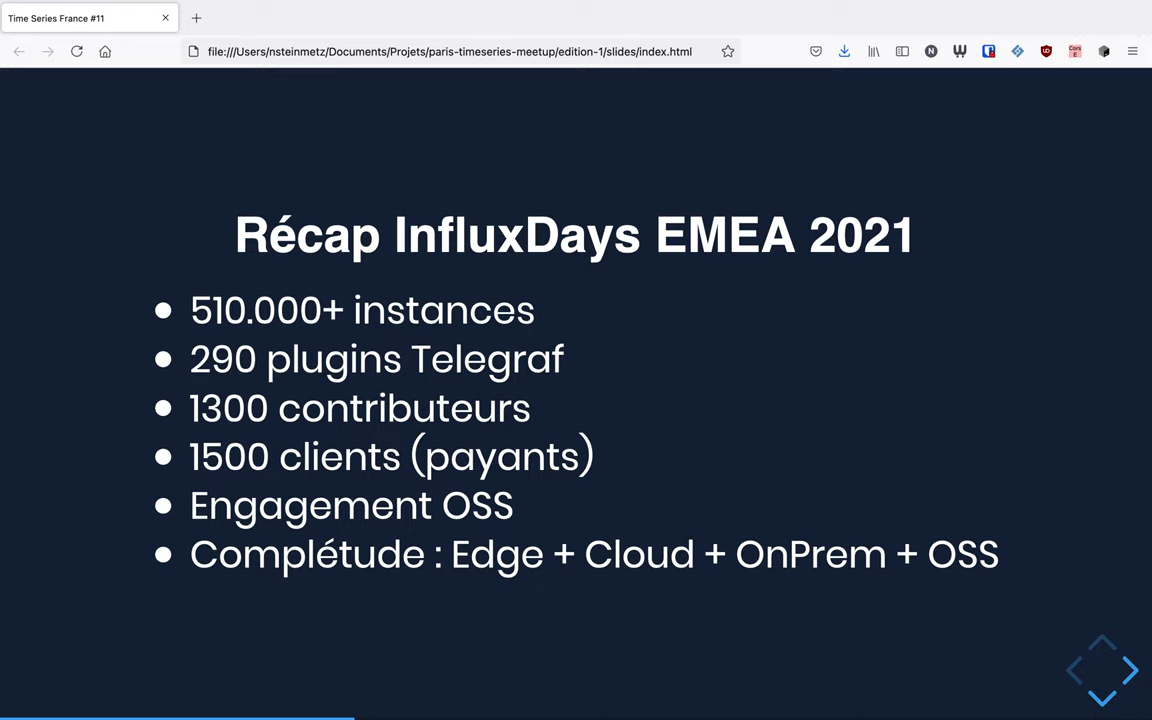 Time Series France #11
file:///Users/nsteinmetz/Documents/Projets/paris-timeseries-meetup/edition-1/slides/index.html
Récap InfluxDays EMEA 2021
510.000+ instances
290 plugins Telegraf
1300 contributeurs
1500 clients (payants)
Engagement OSS
Complétude : Edge + Cloud + OnPrem + OSS